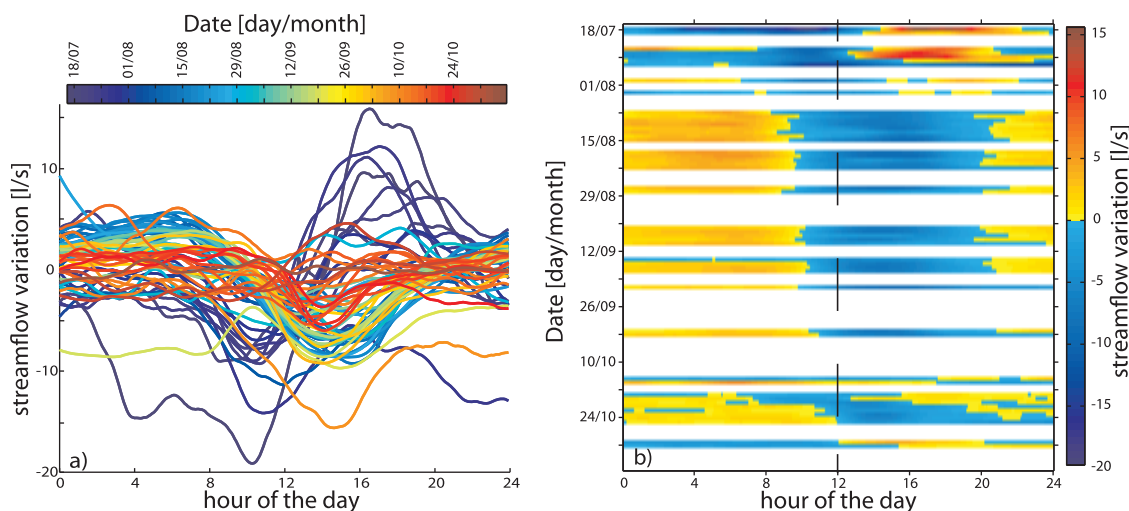 Date [day/month]
18/07 01/08 15/08 29/08 12/09 26/09 10/10 24/10
streamflow variation [l/s]
10
0
-10
-20
a)
0 4 8 12 16 20 24
hour of the day
Date [day/month]
18/07
01/08
15/08
29/08
12/09
26/09
10/10
24/10
b)
0 4 8 12 16 20 24
hour of the day
15
10
5
0
-5
-10
-15
-20
streamflow variation [l/s]